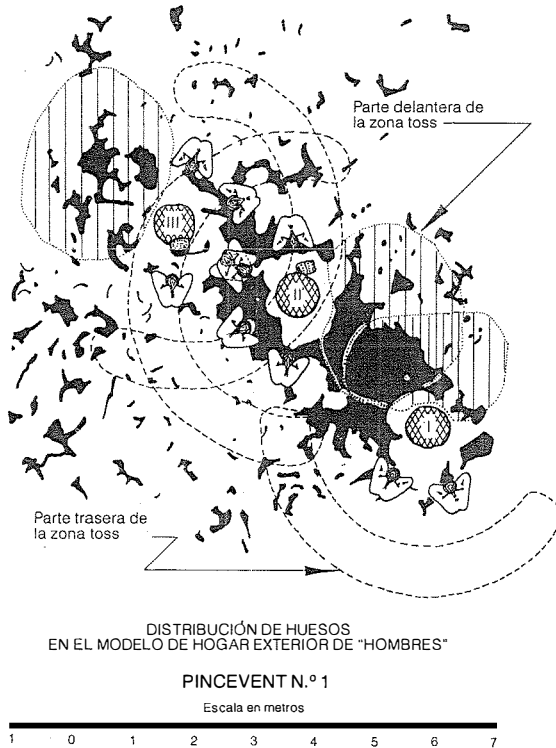 Parte delantera de
la zona toss
III
II
I
Parte trasera de
la zona toss
DISTRIBUCIÓN DE HUESOS
EN EL MODELO DE HOGAR EXTERIOR DE "HOMBRES"
PINCEVENT N.º 1
Escala en metros
1 0 1 2 3 4 5 6 7